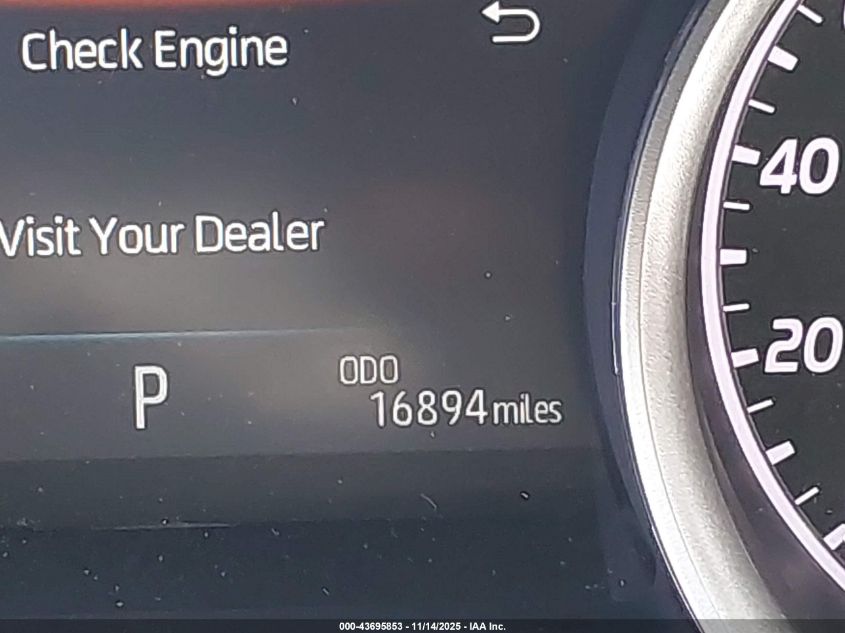 Check Engine
Visit Your Dealer
P
ODO
16894 miles
40
20
000-43695853 - 11/14/2025 - IAA Inc.